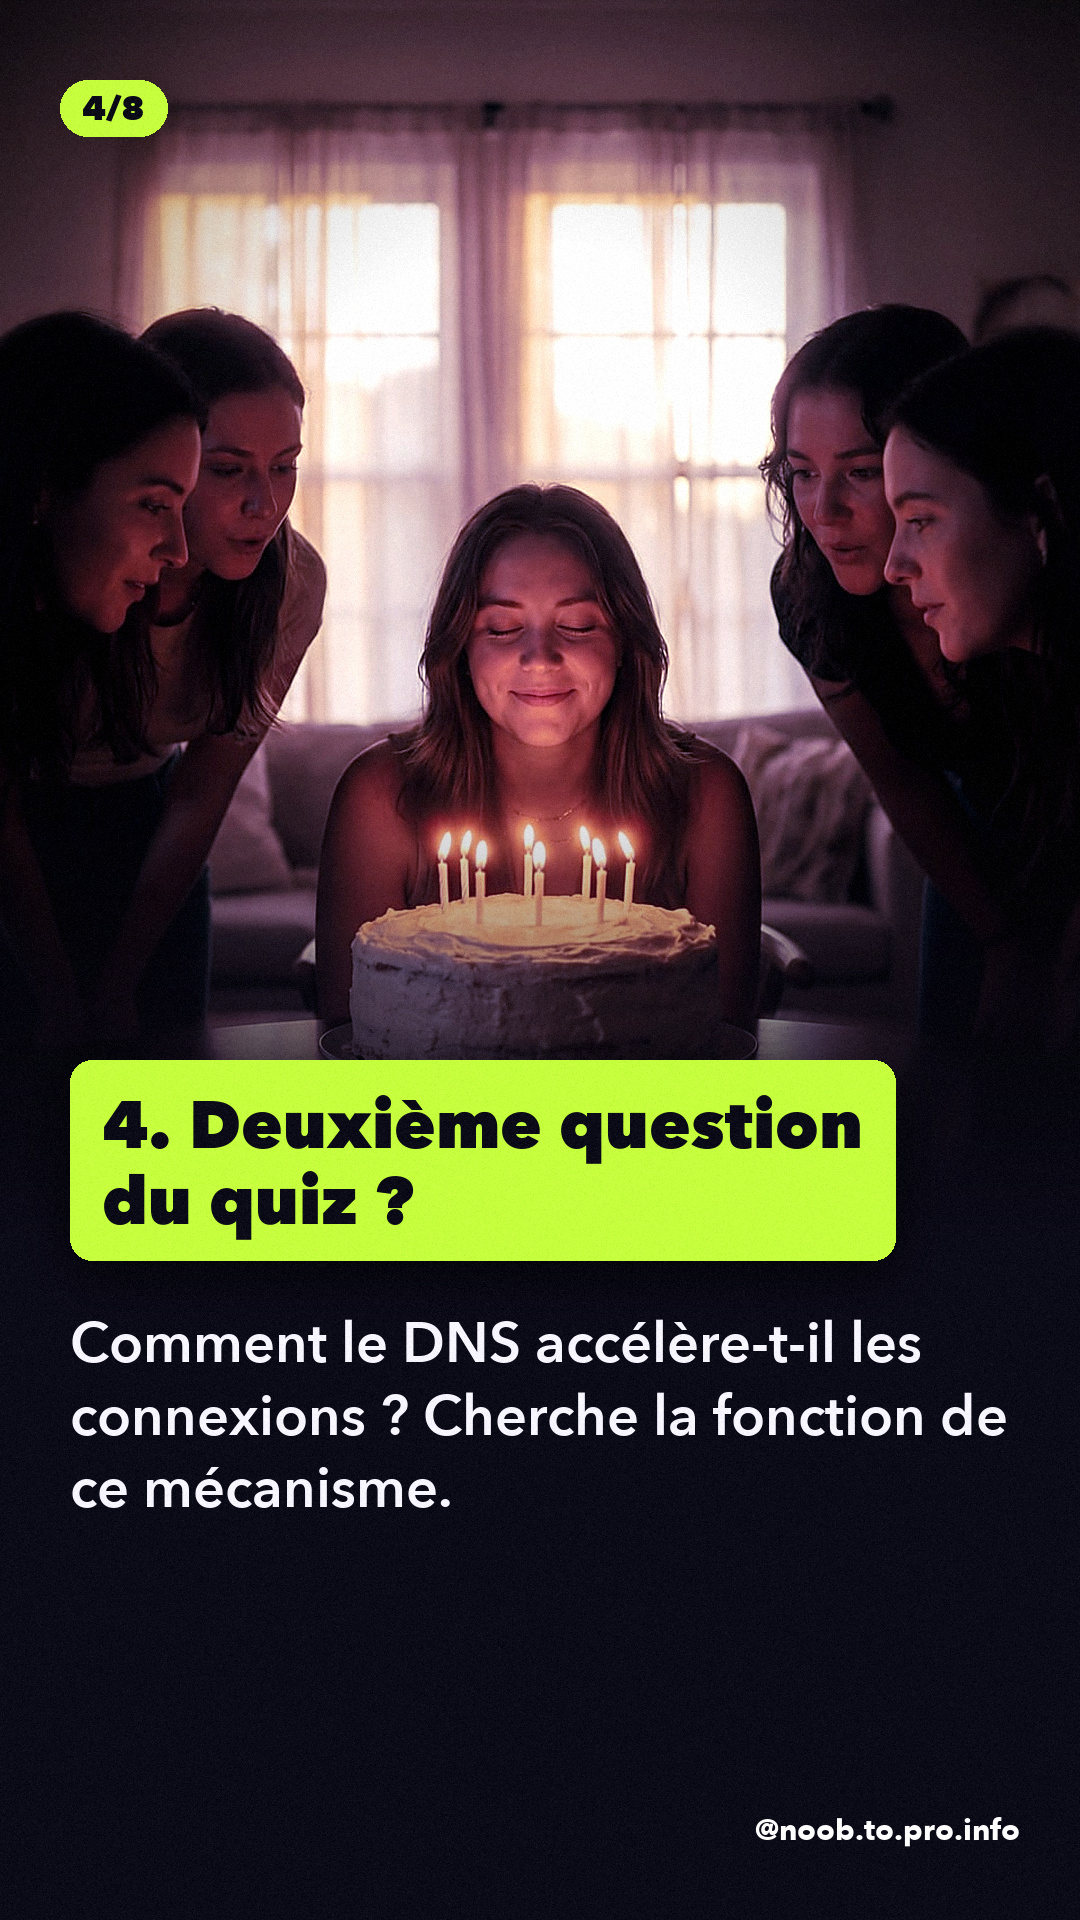 4/8
4. Deuxième question
du quiz ?
Comment le DNS accélère-t-il les
connexions ? Cherche la fonction de
ce mécanisme.
@noob.to.pro.info